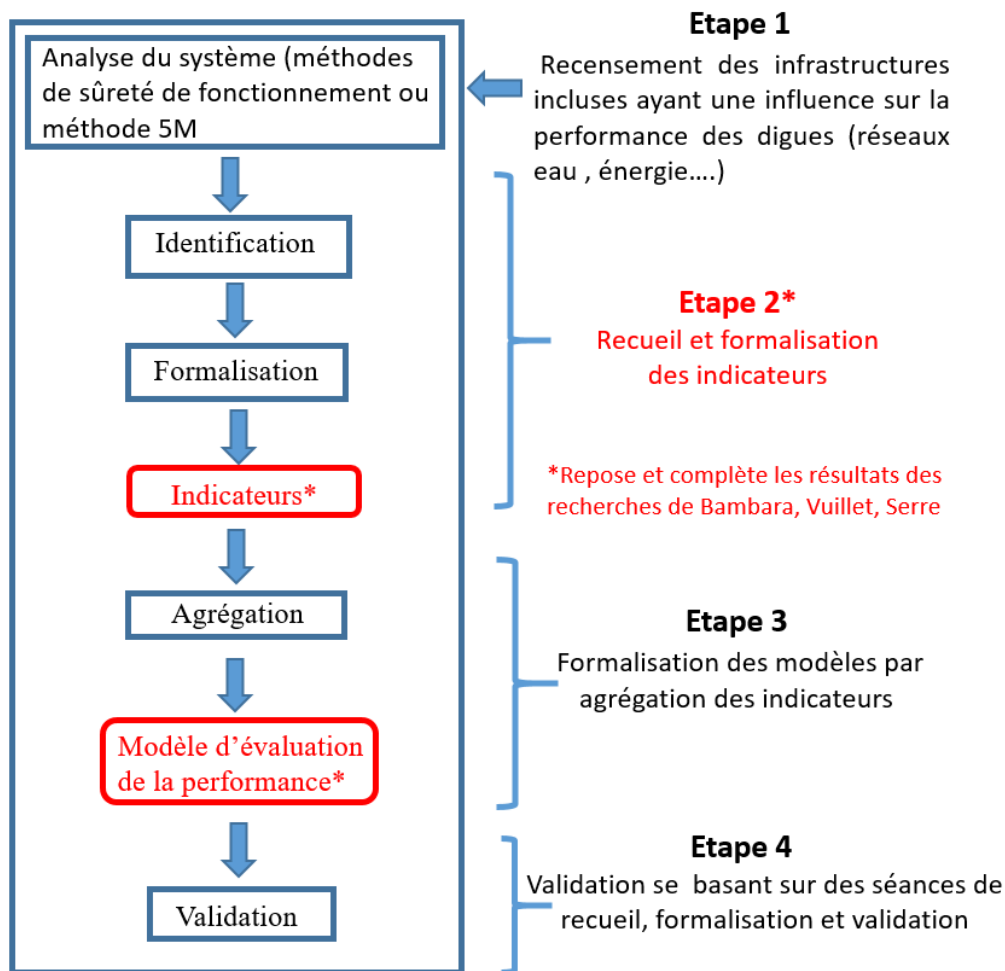 Analyse du système (méthodes
de sûreté de fonctionnement ou
méthode 5M
Identification
Formalisation
Indicateurs*
Agrégation
Modèle d’évaluation
de la performance*
Validation
Etape 1
Recensement des infrastructures
incluses ayant une influence sur la
performance des digues (réseaux
eau , énergie....)
Etape 2*
Recueil et formalisation
des indicateurs
*Repose et complète les résultats des
recherches de Bambara, Vuillet, Serre
Etape 3
Formalisation des modèles par
agrégation des indicateurs
Etape 4
Validation se basant sur des séances de
recueil, formalisation et validation